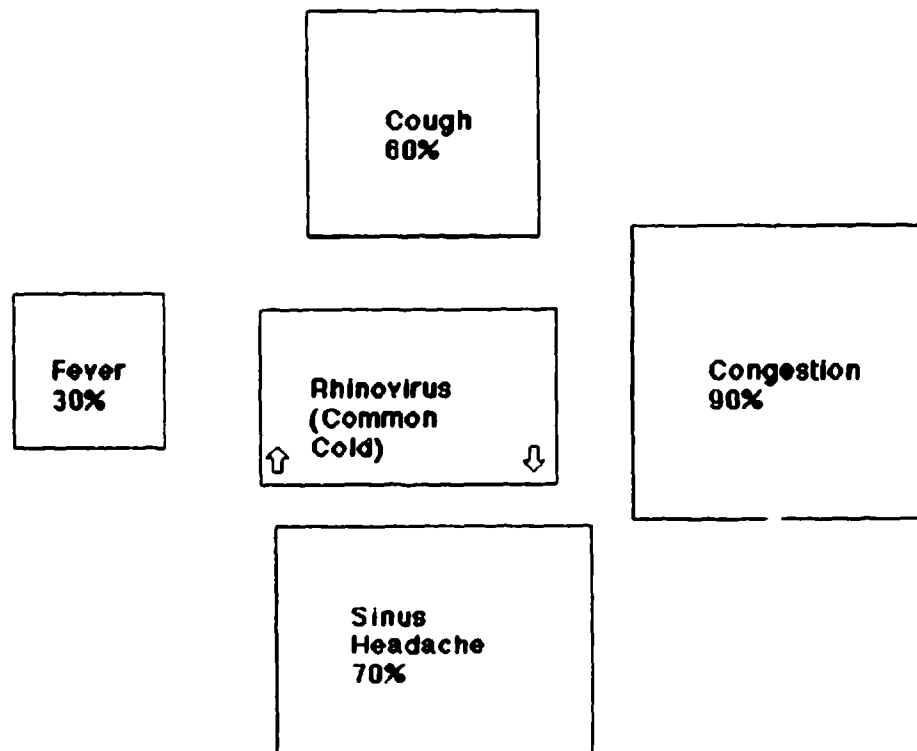 Cough
60%
Fever
30%
Rhinovirus
(Common
Cold)
Congestion
90%
Sinus
Headache
70%